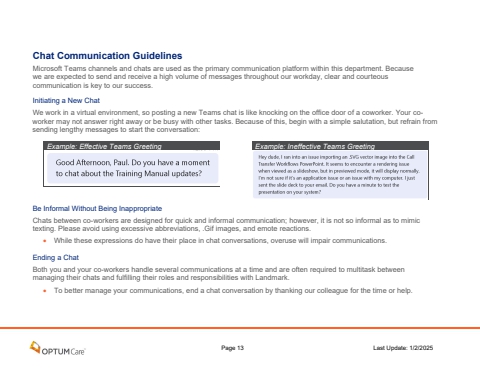 Chat Communication Guidelines
Microsoft Teams channels and chats are used as the primary communication platform within this department. Because
we are expected to send and receive a high volume of messages throughout our workday, clear and courteous
communication is key to our success.
Initiating a New Chat
We work in a virtual environment, so posting a new Teams chat is like knocking on the office door of a coworker. Your co-
worker may not answer right away or be busy with other tasks. Because of this, begin with a simple salutation, but refrain from
sending lengthy messages to start the conversation:
Example: Effective Teams Greeting
Good Afternoon, Paul. Do you have a moment
to chat about the Training Manual updates?
Example: Ineffective Teams Greeting
Hey dude, I ran into an issue importing an .SVG vector image into the Call
Transfer Workflows PowerPoint. It seems to encounter a rendering issue
when viewed as a slideshow, but in previewed mode, it will display normally.
I'm not sure if it's an application issue or an issue with my computer. I just
sent the slide deck to your email. Do you have a minute to test the
presentation on your system?
Be Informal Without Being Inappropriate
Chats between co-workers are designed for quick and informal communication; however, it is not so informal as to mimic
texting. Please avoid using excessive abbreviations, .Gif images, and emote reactions.
• While these expressions do have their place in chat conversations, overuse will impair communications.
Ending a Chat
Both you and your co-workers handle several communications at a time and are often required to multitask between
managing their chats and fulfilling their roles and responsibilities with Landmark.
• To better manage your communications, end a chat conversation by thanking our colleague for the time or help.
OPTUMCare
Page 13
Last Update: 1/2/2025